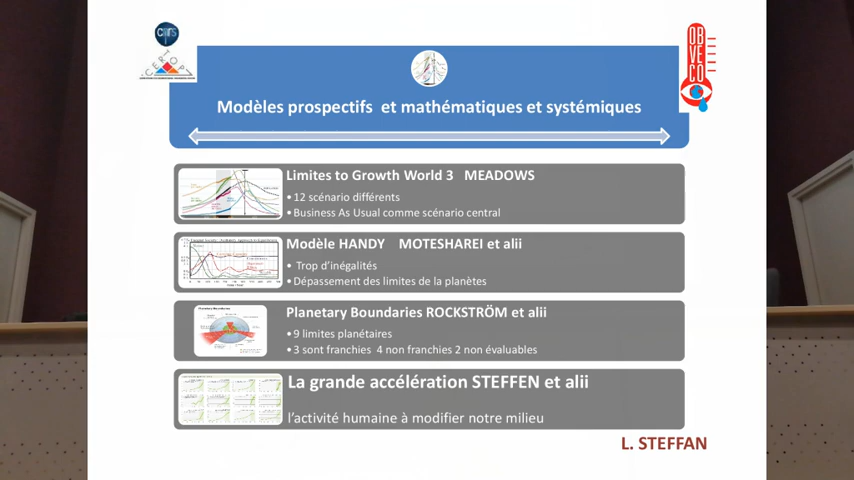 cnrs
CERTOP
OBVECO
Modèles prospectifs et mathématiques et systémiques
Limites to Growth World 3 MEADOWS
• 12 scénario différents
• Business As Usual comme scénario central
Modèle HANDY MOTESHAREI et alii
• Trop d'inégalités
• Dépassement des limites de la planètes
Planetary Boundaries ROCKSTRÖM et alii
• 9 limites planétaires
• 3 sont franchies 4 non franchies 2 non évaluables
La grande accélération STEFFEN et alii
l'activité humaine à modifier notre milieu
L. STEFFAN